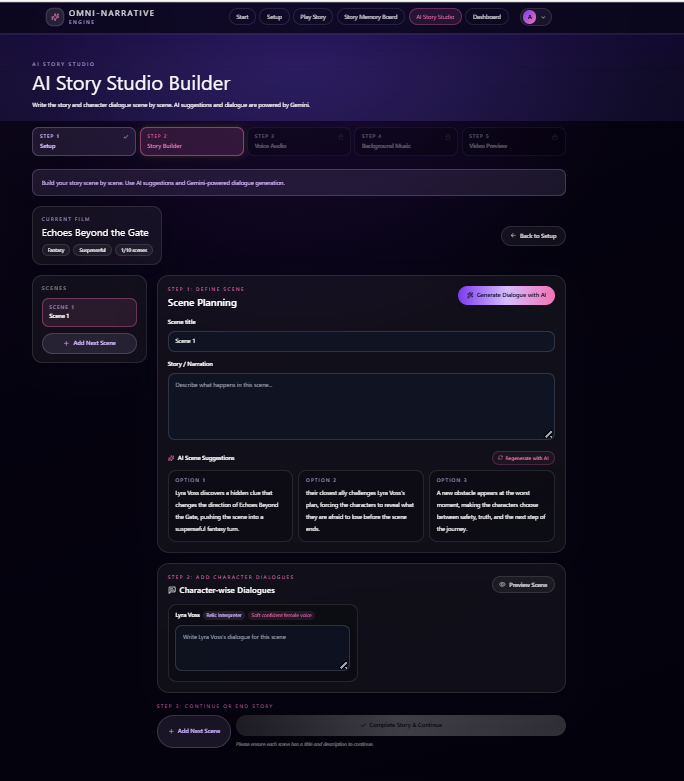 OMNI-NARRATIVE
ENGINE
Start
Setup
Play Story
Story Memory Board
AI Story Studio
Dashboard
A
AI STORY STUDIO
AI Story Studio Builder
Write the story and character dialogue scene by scene. AI suggestions and dialogue are powered by Gemini.
STEP 1
Setup
STEP 2
Story Builder
STEP 3
Voice Audio
STEP 4
Background Music
STEP 5
Video Preview
Build your story scene by scene. Use AI suggestions and Gemini-powered dialogue generation.
CURRENT FILM
Echoes Beyond the Gate
Fantasy
Suspenseful
1/10 scenes
Back to Setup
SCENES
SCENE 1
Scene 1
+ Add Next Scene
STEP 1: DEFINE SCENE
Scene Planning
Generate Dialogue with AI
Scene title
Scene 1
Story / Narration
Describe what happens in this scene...
AI Scene Suggestions
Regenerate with AI
OPTION 1
Lyra Voss discovers a hidden clue that
changes the direction of Echoes Beyond
the Gate, pushing the scene into a
suspenseful fantasy turn.
OPTION 2
their closest ally challenges Lyra Voss's
plan, forcing the characters to reveal what
they are afraid to lose before the scene
ends.
OPTION 3
A new obstacle appears at the worst
moment, making the characters choose
between safety, truth, and the next step of
the journey.
STEP 2: ADD CHARACTER DIALOGUES
Character-wise Dialogues
Preview Scene
Lyra Voss
Relic interpreter
Soft confident female voice
Write Lyra Voss's dialogue for this scene
STEP 3: CONTINUE OR END STORY
+ Add Next Scene
Complete Story & Continue
Please ensure each scene has a title and description to continue.